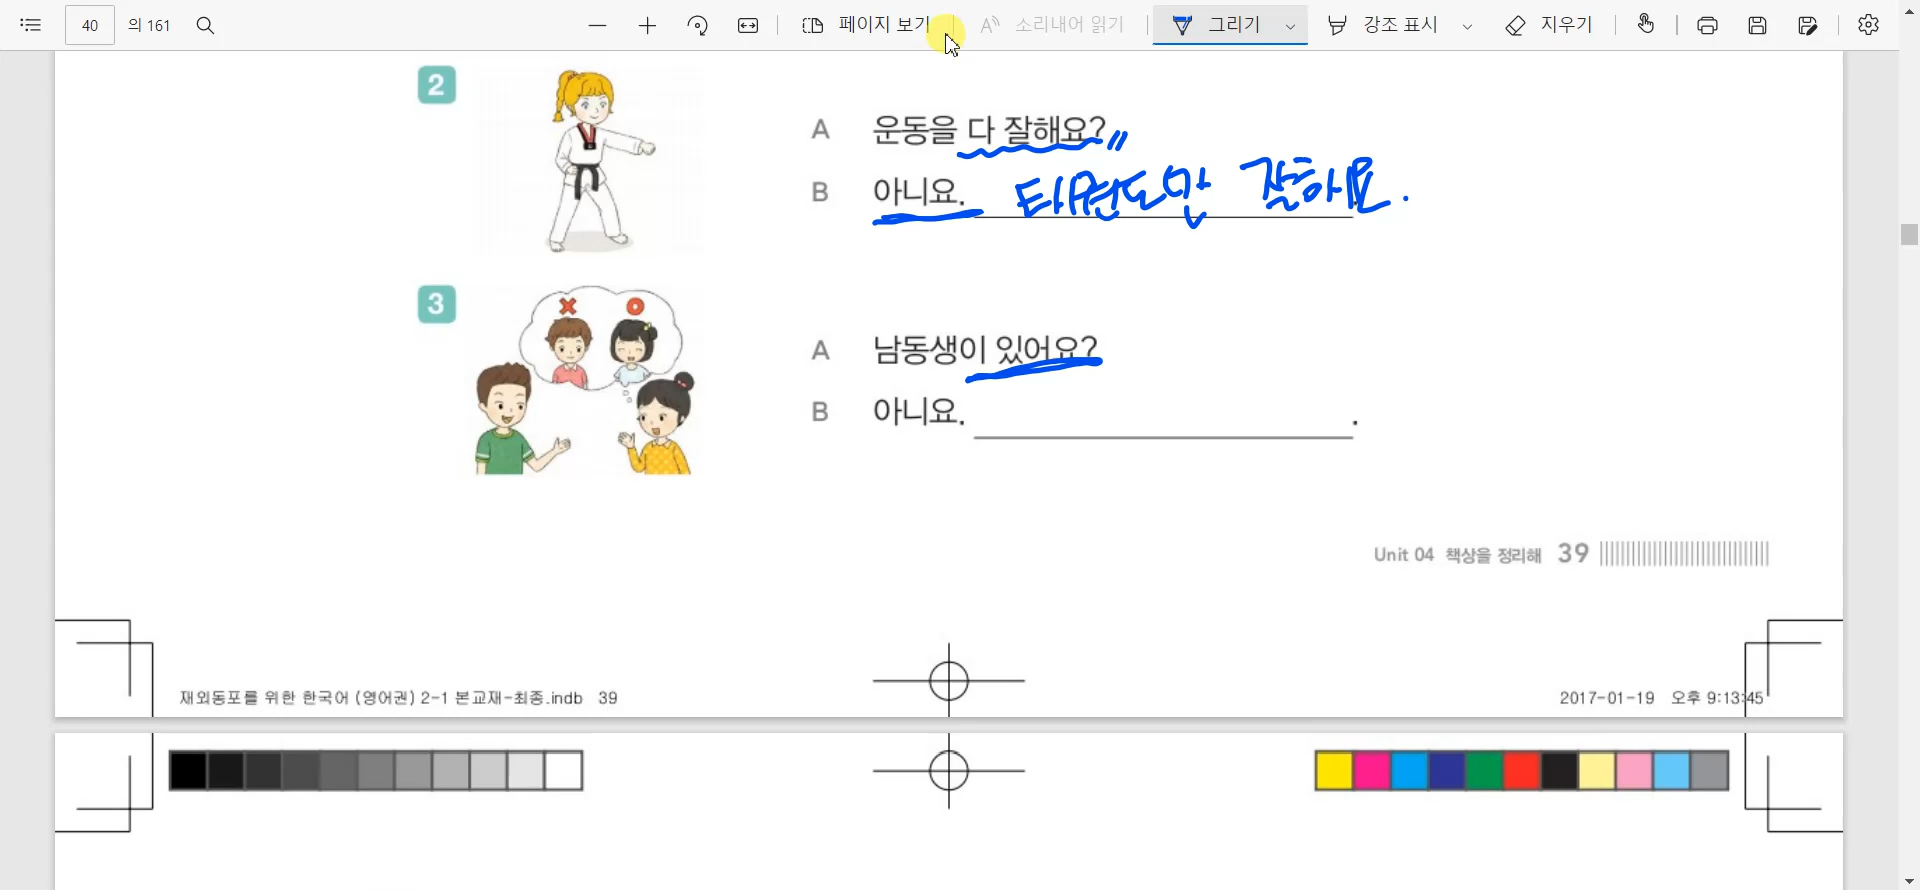 40 의 161 페이지 보기 소리내어 읽기 그리기 강조 표시 지우기
2
A 운동을 다 잘해요?
B 아니요. 태권도만 잘해요.
3
A 남동생이 있어요?
B 아니요. .
Unit 04 책상을 정리해 39
재외동포를 위한 한국어 (영어권) 2-1 본교재-최종.indb 39
2017-01-19 오후 9:13:45